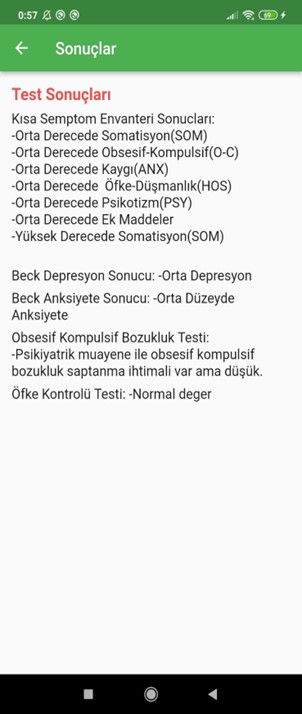 0:57
Sonuçlar
Test Sonuçları
Kısa Semptom Envanteri Sonucları:
-Orta Derecede Somatisyon(SOM)
-Orta Derecede Obsesif-Kompulsif(O-C)
-Orta Derecede Kaygı(ANX)
-Orta Derecede  Öfke-Düşmanlık(HOS)
-Orta Derecede Psikotizm(PSY)
-Orta Derecede Ek Maddeler
-Yüksek Derecede Somatisyon(SOM)
Beck Depresyon Sonucu: -Orta Depresyon
Beck Anksiyete Sonucu: -Orta Düzeyde
Anksiyete
Obsesif Kompulsif Bozukluk Testi:
-Psikiyatrik muayene ile obsesif kompulsif
bozukluk saptanma ihtimali var ama düşük.
Öfke Kontrolü Testi: -Normal deger